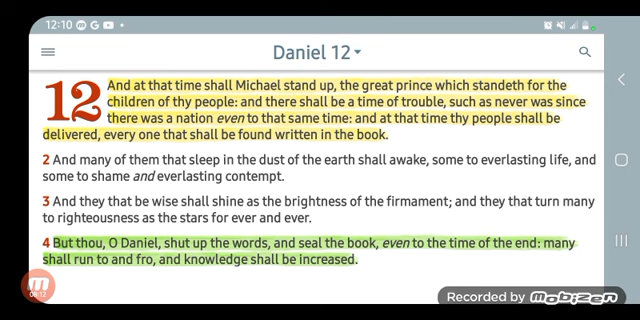 12:10
Daniel 12
12 And at that time shall Michael stand up, the great prince which standeth for the
children of thy people: and there shall be a time of trouble, such as never was since
there was a nation even to that same time: and at that time thy people shall be
delivered, every one that shall be found written in the book.
2 And many of them that sleep in the dust of the earth shall awake, some to everlasting life, and
some to shame and everlasting contempt.
3 And they that be wise shall shine as the brightness of the firmament; and they that turn many
to righteousness as the stars for ever and ever.
4 But thou, O Daniel, shut up the words, and seal the book, even to the time of the end: many
shall run to and fro, and knowledge shall be increased.
Recorded by Mobizen